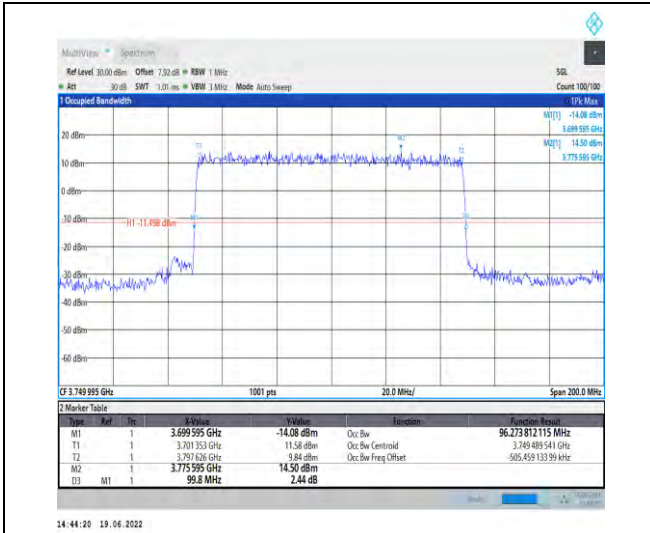 MultiView Spectrum
Ref Level 30.00 dBm Offset 7.92 dB RBW 1 MHz SGL
Att 30 dB SWT 1.01 ms VBW 3 MHz Mode Auto Sweep Count 100/100
1 Occupied Bandwidth 1Pk Max
M1[1] -14.08 dBm
3.699 595 GHz
M2[1] 14.50 dBm
3.775 595 GHz
20 dBm
10 dBm
0 dBm
-10 dBm
H1 -11.498 dBm
-20 dBm
-30 dBm
-40 dBm
-50 dBm
-60 dBm
T1 M2 T2
CF 3.749 995 GHz 1001 pts 20.0 MHz/ Span 200.0 MHz
2 Marker Table
Type Ref Trc X-Value Y-Value Function Function Result
M1 1 3.699 595 GHz -14.08 dBm Occ Bw 96.273 812 115 MHz
T1 1 3.701 353 GHz 11.58 dBm Occ Bw Centroid 3.749 489 541 GHz
T2 1 3.797 626 GHz 9.84 dBm Occ Bw Freq Offset -505.459 133 99 kHz
M2 1 3.775 595 GHz 14.50 dBm
D3 M1 1 99.8 MHz 2.44 dB
14:44:20 19.06.2022